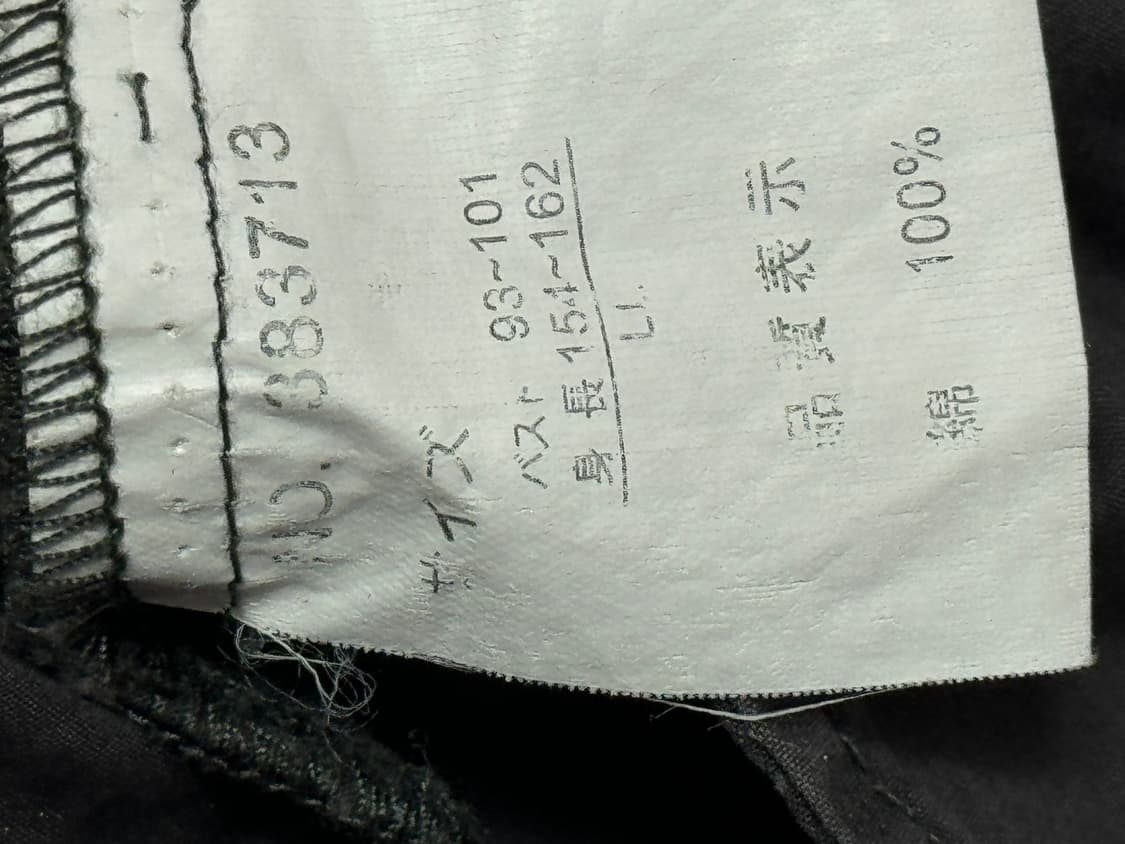 NO. 3883713
サイズ
バスト 93~101
身長 154~162
LL
品質表示
綿 100%